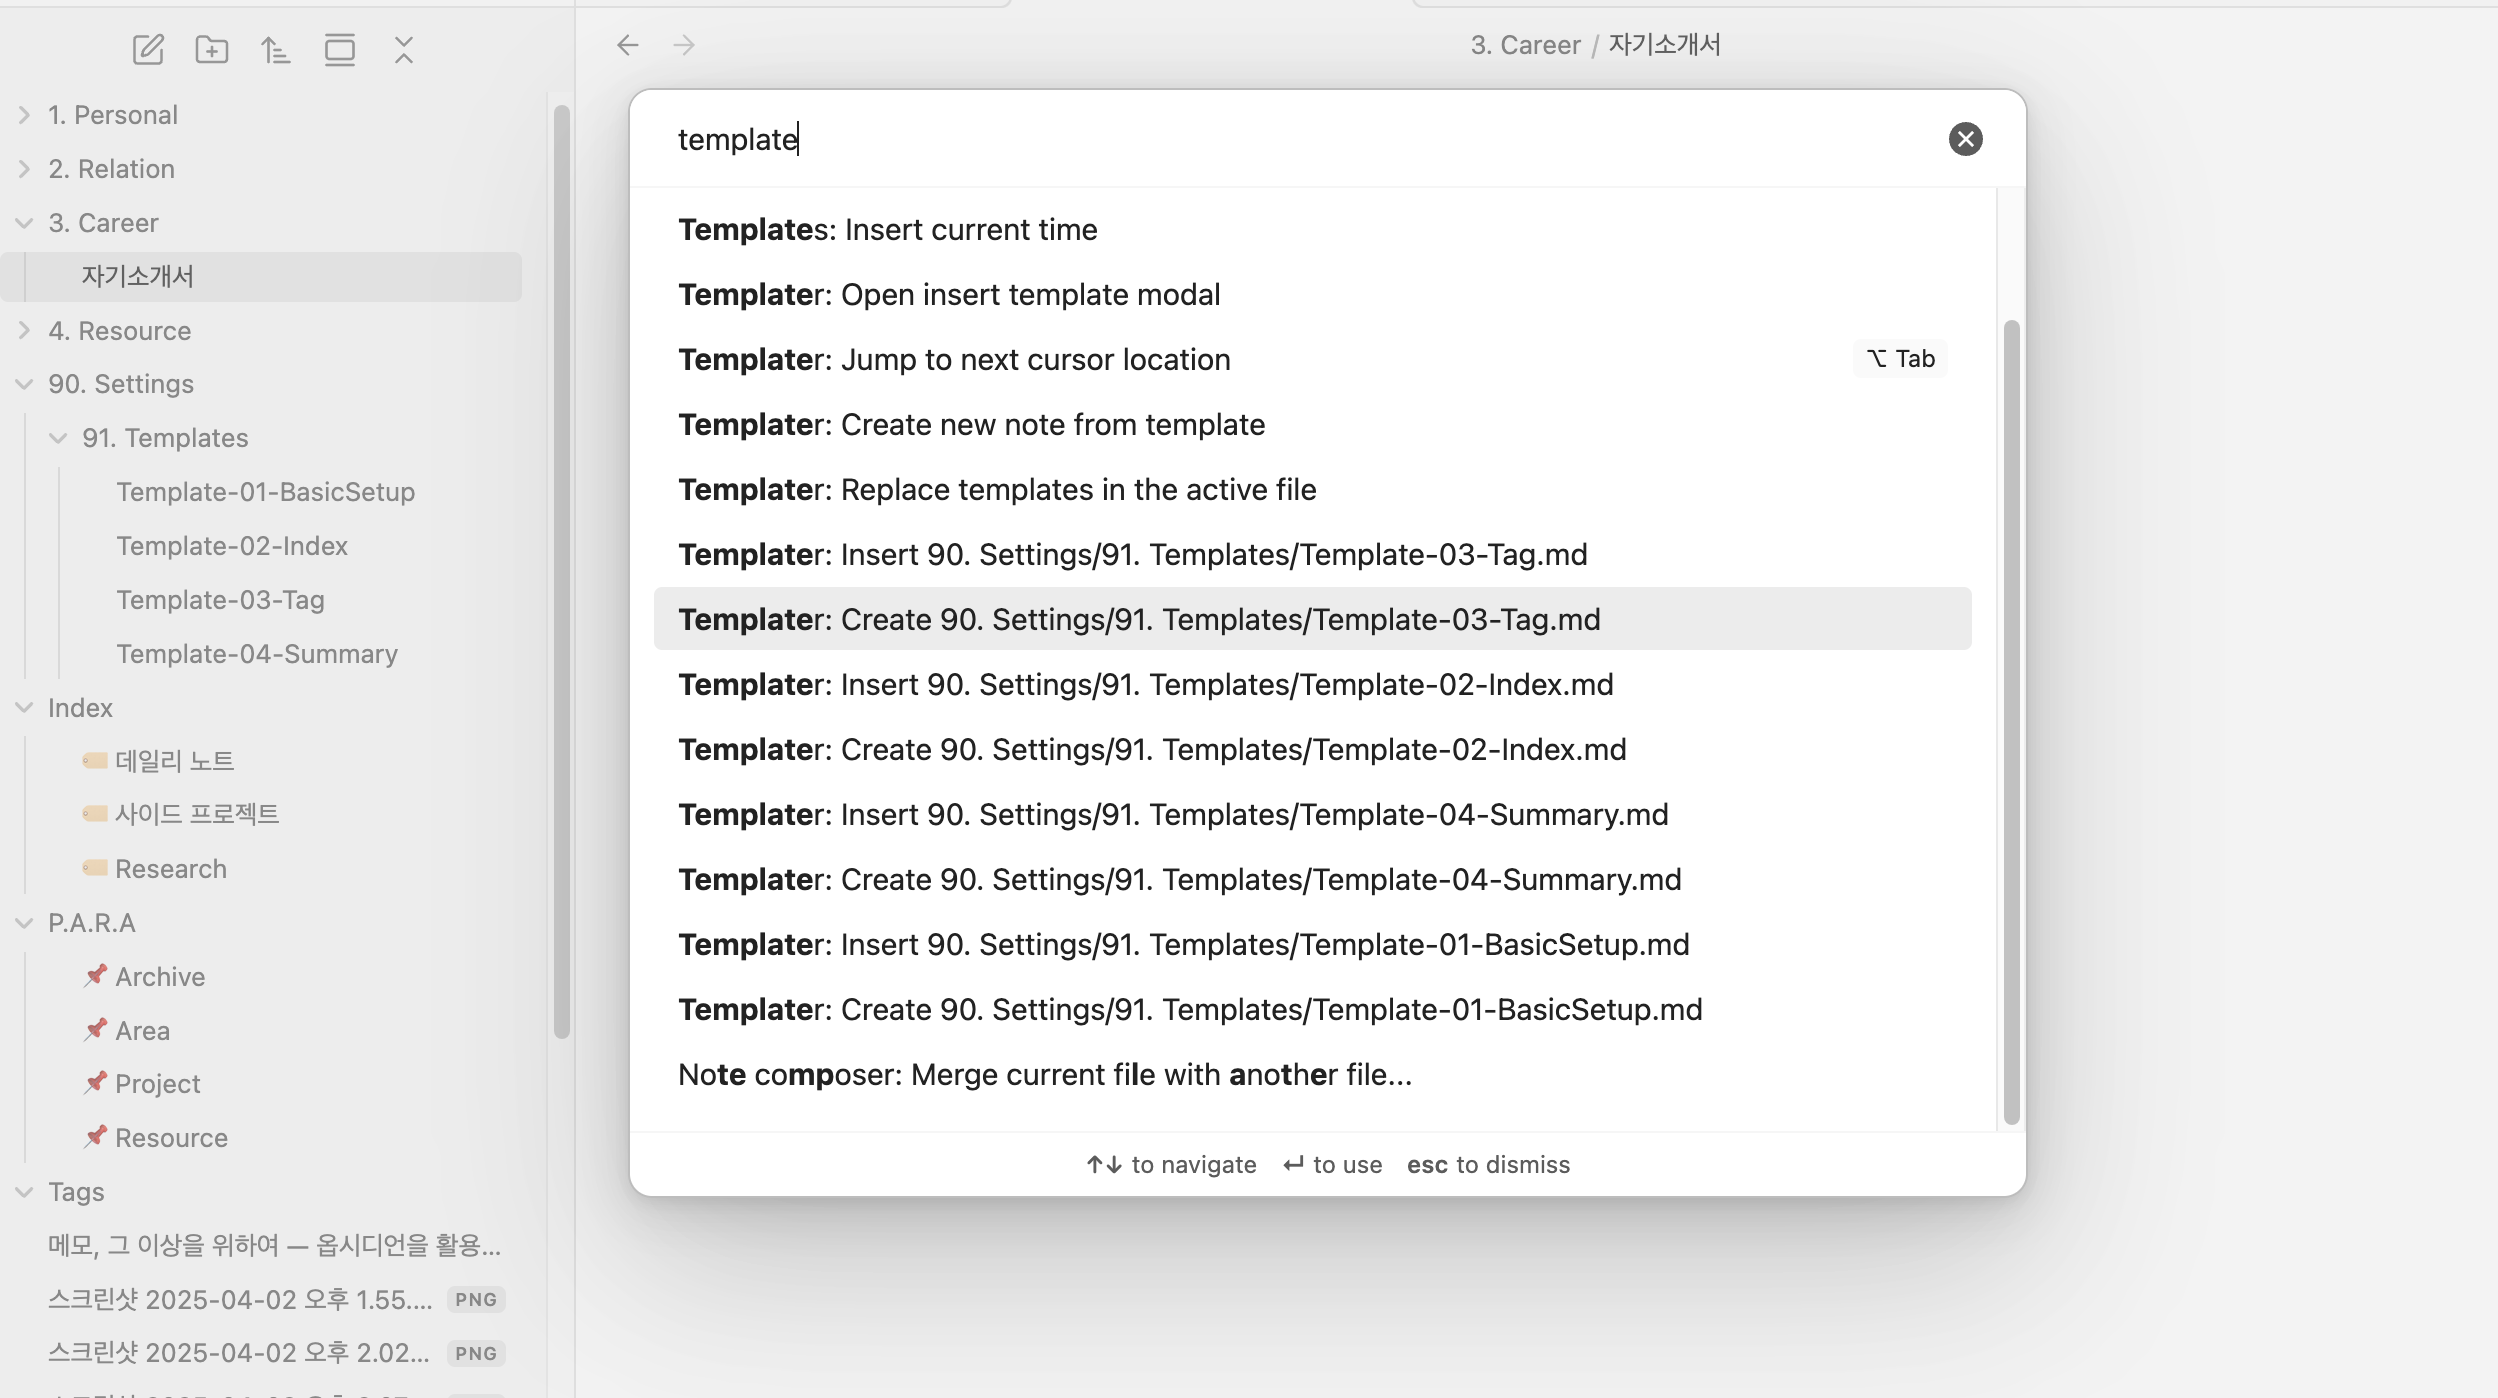 1. Personal
2. Relation
3. Career
자기소개서
4. Resource
90. Settings
91. Templates
Template-01-BasicSetup
Template-02-Index
Template-03-Tag
Template-04-Summary
Index
데일리 노트
사이드 프로젝트
Research
P.A.R.A
Archive
Area
Project
Resource
Tags
메모, 그 이상을 위하여 — 옵시디언을 활용...
스크린샷 2025-04-02 오후 1.55.... PNG
스크린샷 2025-04-02 오후 2.02... PNG
3. Career / 자기소개서
template
Templates: Insert current time
Templater: Open insert template modal
Templater: Jump to next cursor location ⌥ Tab
Templater: Create new note from template
Templater: Replace templates in the active file
Templater: Insert 90. Settings/91. Templates/Template-03-Tag.md
Templater: Create 90. Settings/91. Templates/Template-03-Tag.md
Templater: Insert 90. Settings/91. Templates/Template-02-Index.md
Templater: Create 90. Settings/91. Templates/Template-02-Index.md
Templater: Insert 90. Settings/91. Templates/Template-04-Summary.md
Templater: Create 90. Settings/91. Templates/Template-04-Summary.md
Templater: Insert 90. Settings/91. Templates/Template-01-BasicSetup.md
Templater: Create 90. Settings/91. Templates/Template-01-BasicSetup.md
Note composer: Merge current file with another file...
↑↓ to navigate ↵ to use esc to dismiss